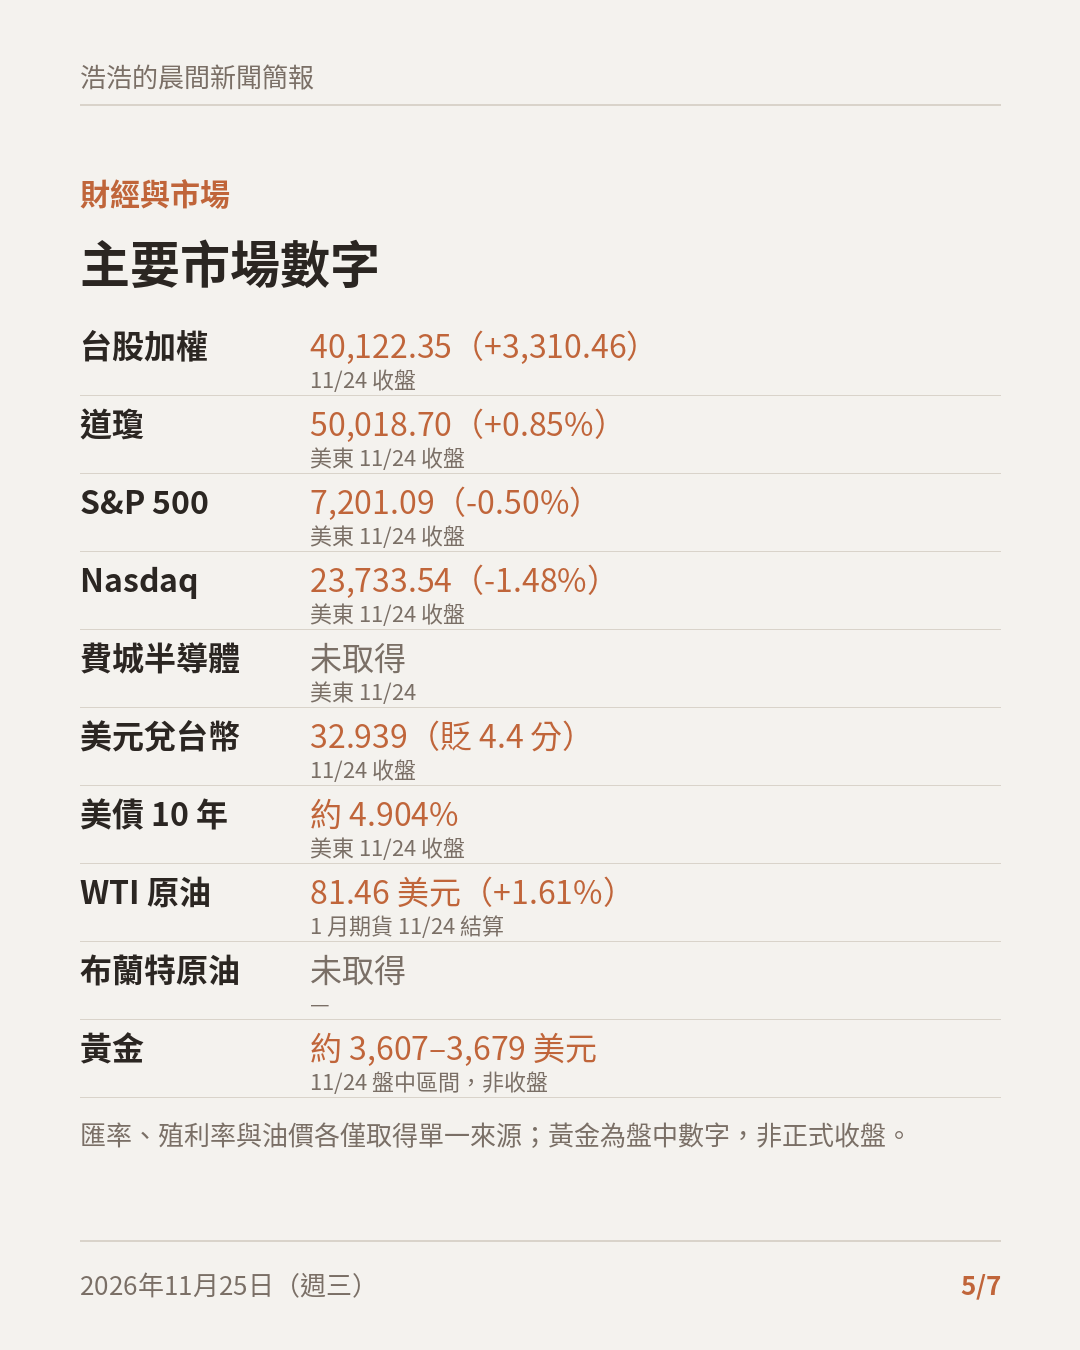 浩浩的晨間新聞簡報
財經與市場
主要市場數字
台股加權 40,122.35（+3,310.46）
11/24 收盤
道瓊 50,018.70（+0.85%）
美東 11/24 收盤
S&P 500 7,201.09（-0.50%）
美東 11/24 收盤
Nasdaq 23,733.54（-1.48%）
美東 11/24 收盤
費城半導體 未取得
美東 11/24
美元兌台幣 32.939（貶 4.4 分）
11/24 收盤
美債 10 年 約 4.904%
美東 11/24 收盤
WTI 原油 81.46 美元（+1.61%）
1 月期貨 11/24 結算
布蘭特原油 未取得
—
黃金 約 3,607–3,679 美元
11/24 盤中區間，非收盤
匯率、殖利率與油價各僅取得單一來源；黃金為盤中數字，非正式收盤。
2026年11月25日（週三） 5/7